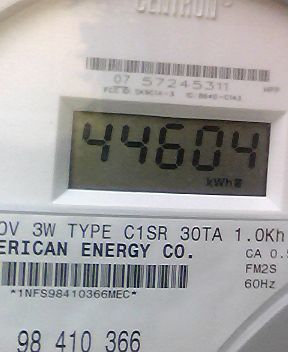 CENTRON
07 57245311
44604
kWh
0V 3W TYPE C1SR 30TA 1.0Kh
ERICAN ENERGY CO.
CA 0.5
FM2S
*1NFS98410366MEC*
60Hz
98 410 366